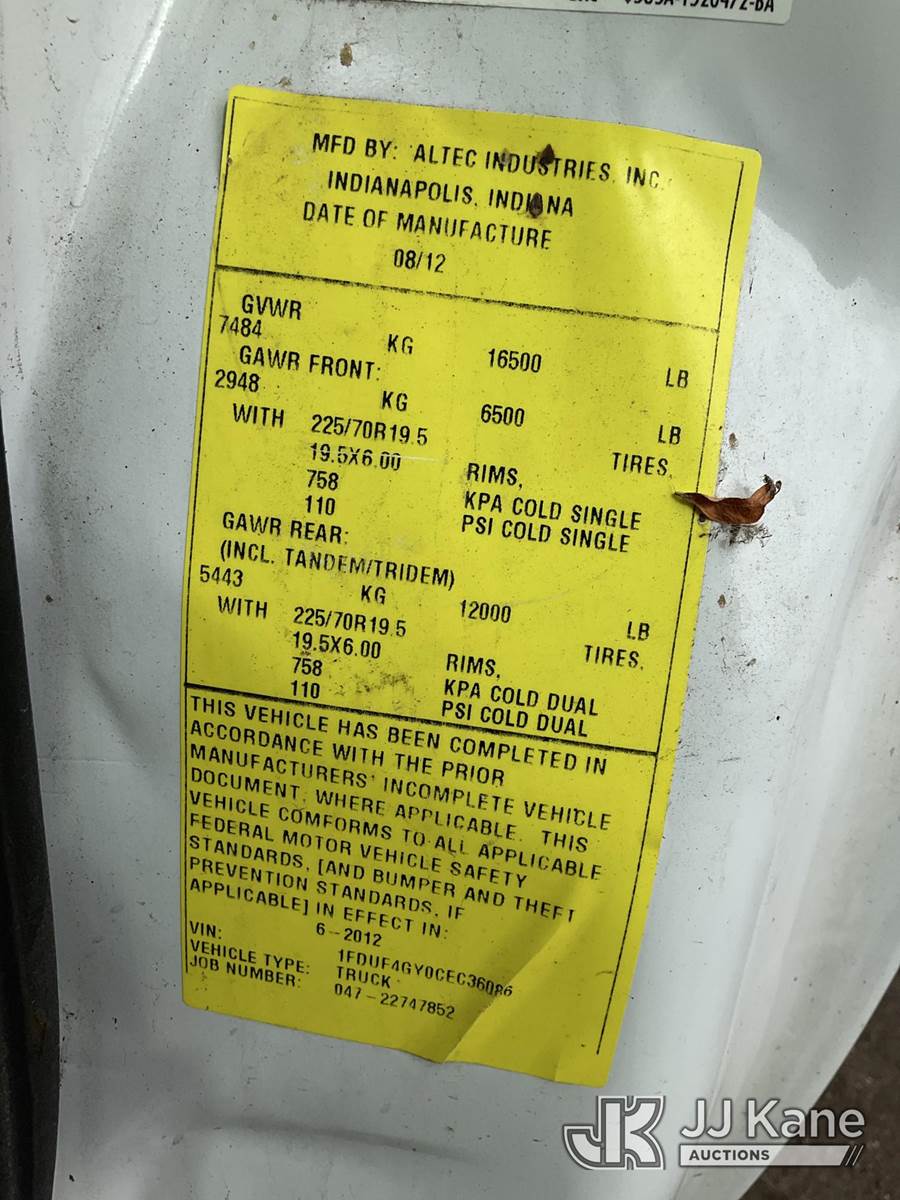 MFD BY: ALTEC INDUSTRIES, INC.
INDIANAPOLIS, INDIANA
DATE OF MANUFACTURE
08/12
GVWR
7484 KG 16500 LB
GAWR FRONT:
2948 KG 6500 LB
WITH 225/70R19.5 TIRES,
19.5X6.00 RIMS,
758 KPA COLD SINGLE
110 PSI COLD SINGLE
GAWR REAR:
(INCL. TANDEM/TRIDEM)
5443 KG 12000 LB
WITH 225/70R19.5 TIRES,
19.5X6.00 RIMS,
758 KPA COLD DUAL
110 PSI COLD DUAL
THIS VEHICLE HAS BEEN COMPLETED IN
ACCORDANCE WITH THE PRIOR
MANUFACTURERS' INCOMPLETE VEHICLE
DOCUMENT, WHERE APPLICABLE. THIS
VEHICLE COMFORMS TO ALL APPLICABLE
FEDERAL MOTOR VEHICLE SAFETY
STANDARDS, [AND BUMPER AND THEFT
PREVENTION STANDARDS, IF
APPLICABLE] IN EFFECT IN:
6-2012
VIN: 1FDUF4GY0CEC36086
VEHICLE TYPE: TRUCK
JOB NUMBER: 047-22747852
JK JJ Kane
AUCTIONS